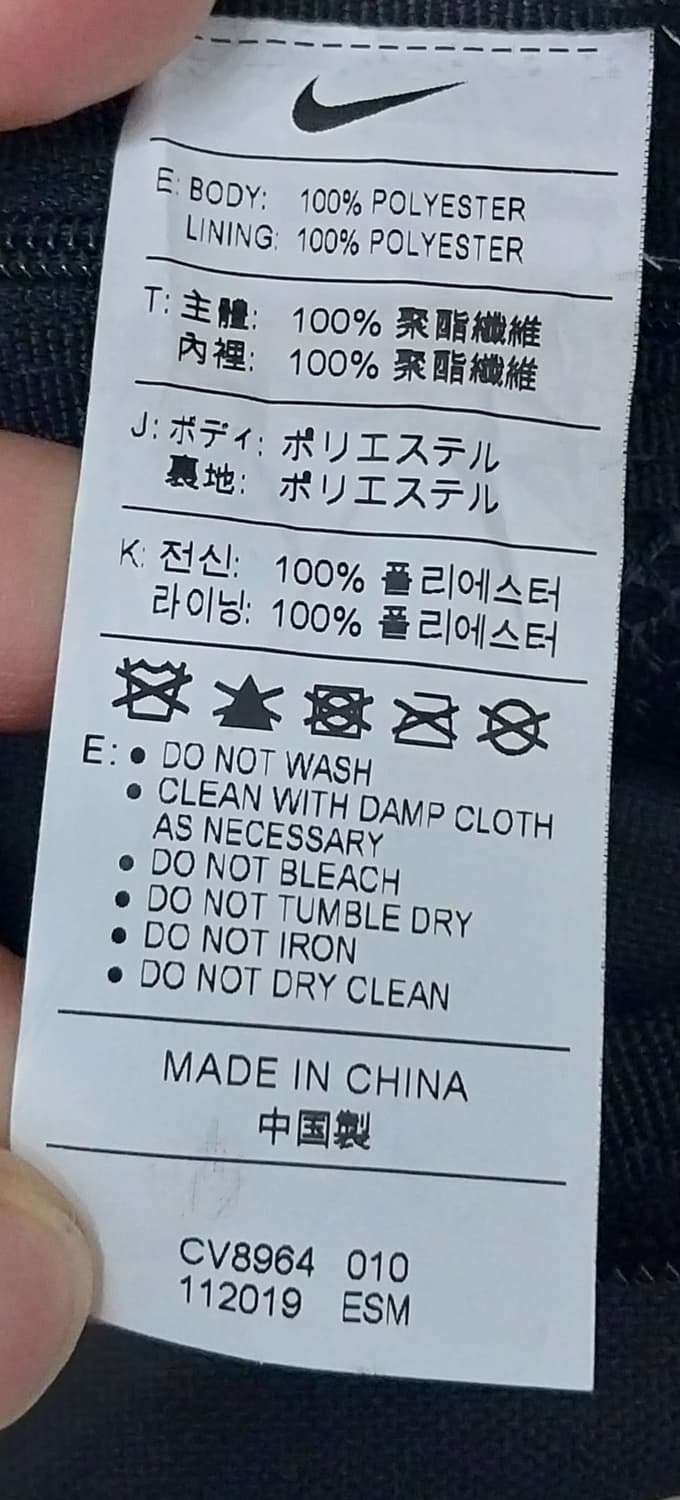 E: BODY: 100% POLYESTER
LINING: 100% POLYESTER
T: 主體: 100% 聚酯纖維
內裡: 100% 聚酯纖維
J: ボディ: ポリエステル
裏地: ポリエステル
K: 전신: 100% 폴리에스터
라이닝: 100% 폴리에스터
E: • DO NOT WASH
• CLEAN WITH DAMP CLOTH
AS NECESSARY
• DO NOT BLEACH
• DO NOT TUMBLE DRY
• DO NOT IRON
• DO NOT DRY CLEAN
MADE IN CHINA
中国製
CV8964 010
112019 ESM